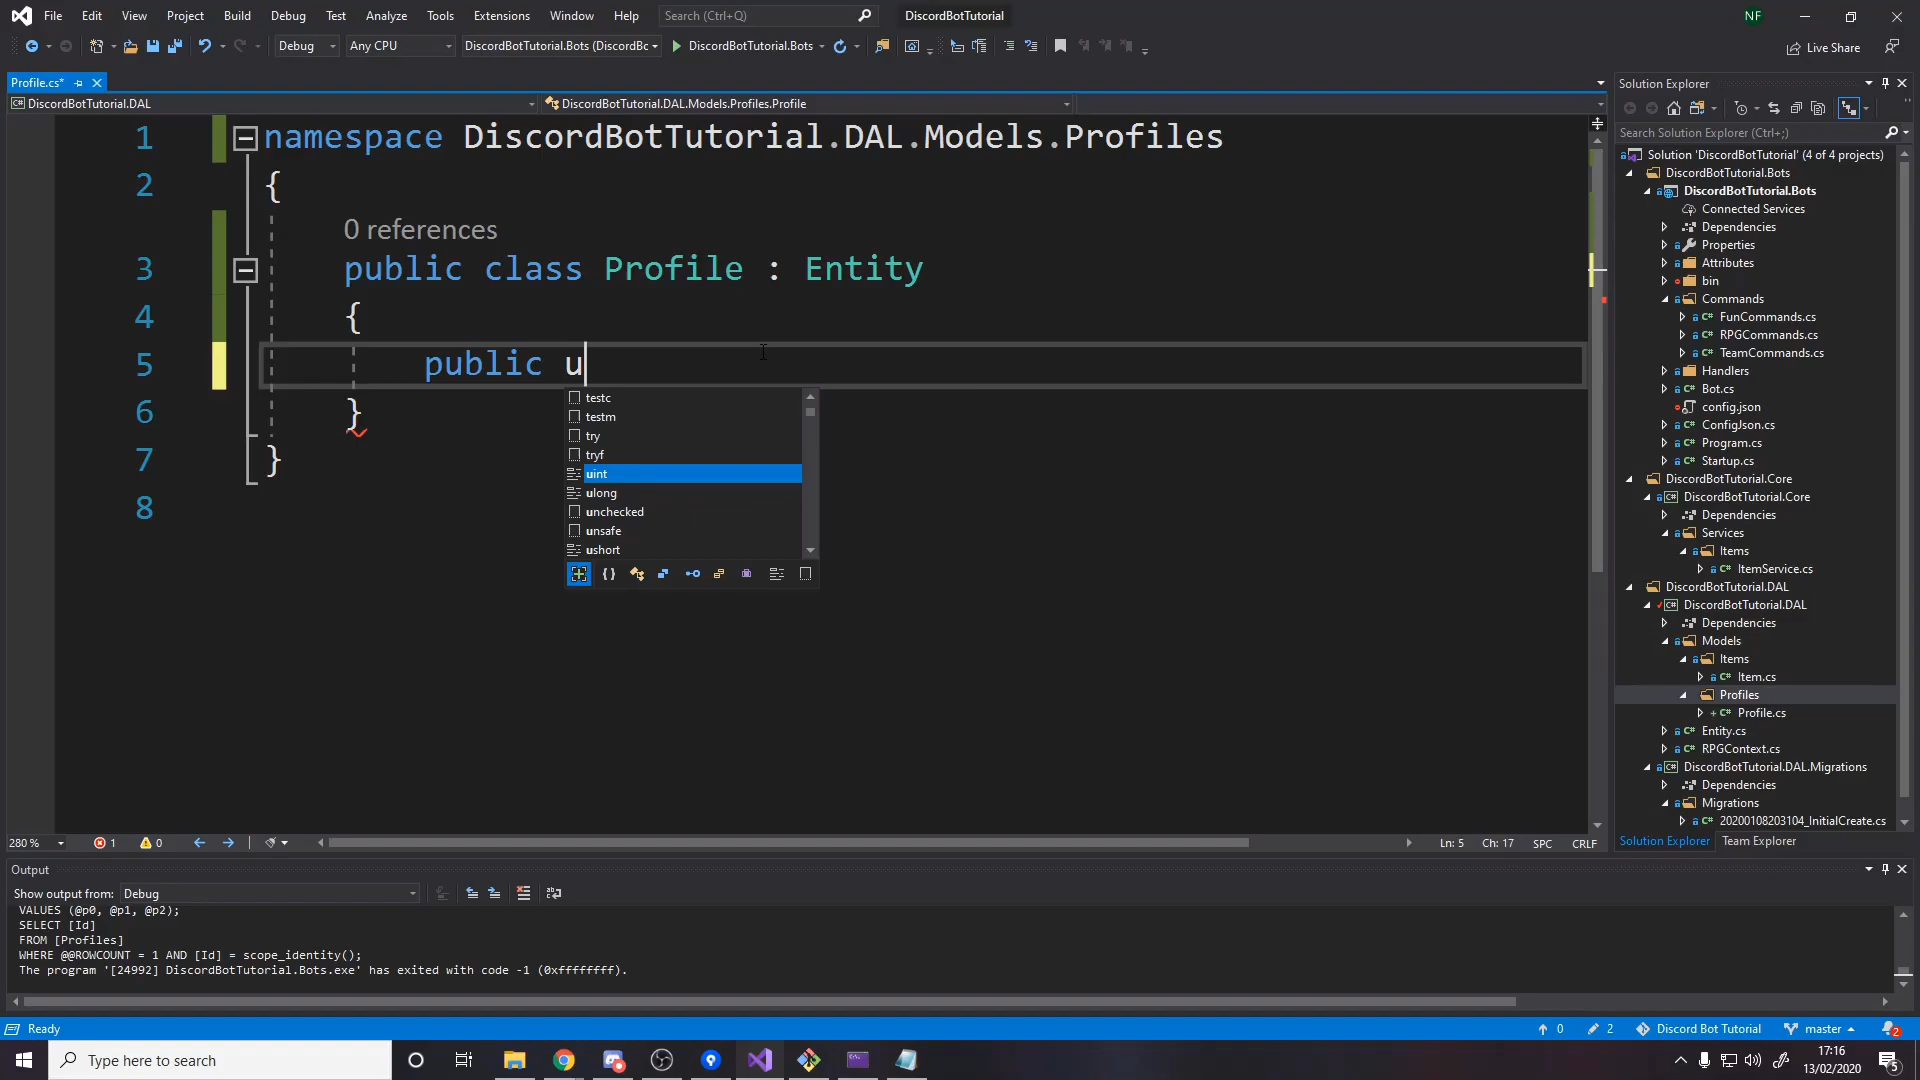 File Edit View Project Build Debug Test Analyze Tools Extensions Window Help Search (Ctrl+Q) DiscordBotTutorial NF
Debug Any CPU DiscordBotTutorial.Bots (DiscordBc DiscordBotTutorial.Bots Live Share
Profile.cs*
DiscordBotTutorial.DAL DiscordBotTutorial.DAL.Models.Profiles.Profile
1 namespace DiscordBotTutorial.DAL.Models.Profiles
2 {
0 references
3 public class Profile : Entity
4 {
5 public u
6 }
7 }
8
testc
testm
try
tryf
uint
ulong
unchecked
unsafe
ushort
280 % 1 0 Ln: 5 Ch: 17 SPC CRLF
Solution Explorer
Search Solution Explorer (Ctrl+;)
Solution 'DiscordBotTutorial' (4 of 4 projects)
DiscordBotTutorial.Bots
DiscordBotTutorial.Bots
Connected Services
Dependencies
Properties
Attributes
bin
Commands
FunCommands.cs
RPGCommands.cs
TeamCommands.cs
Handlers
Bot.cs
config.json
ConfigJson.cs
Program.cs
Startup.cs
DiscordBotTutorial.Core
DiscordBotTutorial.Core
Dependencies
Services
Items
ItemService.cs
DiscordBotTutorial.DAL
DiscordBotTutorial.DAL
Dependencies
Models
Items
Item.cs
Profiles
Profile.cs
Entity.cs
RPGContext.cs
DiscordBotTutorial.DAL.Migrations
Dependencies
Migrations
20200108203104_InitialCreate.cs
Solution Explorer Team Explorer
Output
Show output from: Debug
VALUES (@p0, @p1, @p2);
SELECT [Id]
FROM [Profiles]
WHERE @@ROWCOUNT = 1 AND [Id] = scope_identity();
The program '[24992] DiscordBotTutorial.Bots.exe' has exited with code -1 (0xffffffff).
Ready 0 2 Discord Bot Tutorial master 2
Type here to search
17:16
13/02/2020
5